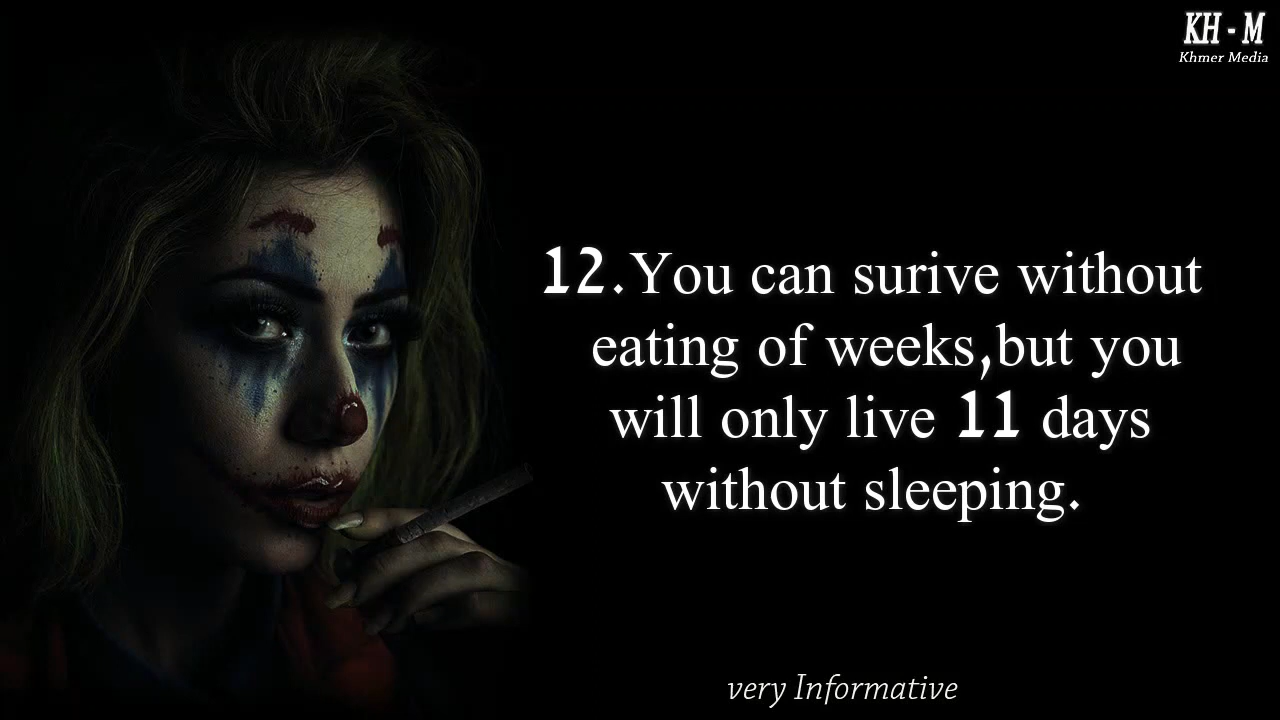 KH - M
Khmer Media
12.You can surive without
eating of weeks,but you
will only live 11 days
without sleeping.
very Informative